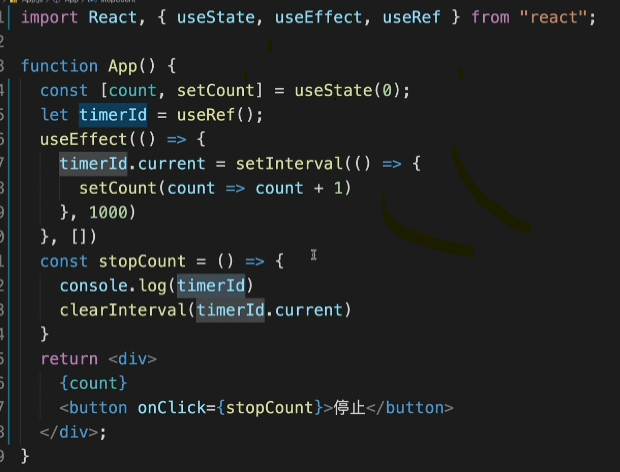 import React, { useState, useEffect, useRef } from "react";
function App() {
const [count, setCount] = useState(0);
let timerId = useRef();
useEffect(() => {
timerId.current = setInterval(() => {
setCount(count => count + 1)
}, 1000)
}, [])
const stopCount = () => {
console.log(timerId)
clearInterval(timerId.current)
}
return <div>
{count}
<button onClick={stopCount}>停止</button>
</div>;
}